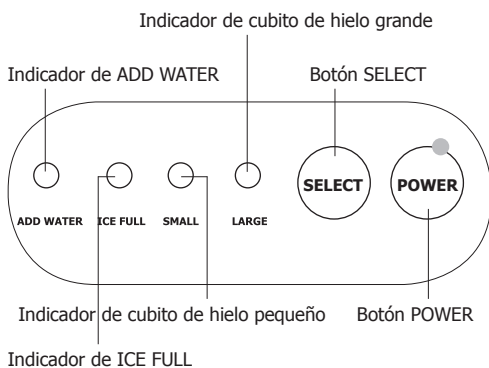 Indicador de cubito de hielo grande
Indicador de ADD WATER
Botón SELECT
SELECT
POWER
ADD WATER
ICE FULL
SMALL
LARGE
Indicador de cubito de hielo pequeño
Botón POWER
Indicador de ICE FULL